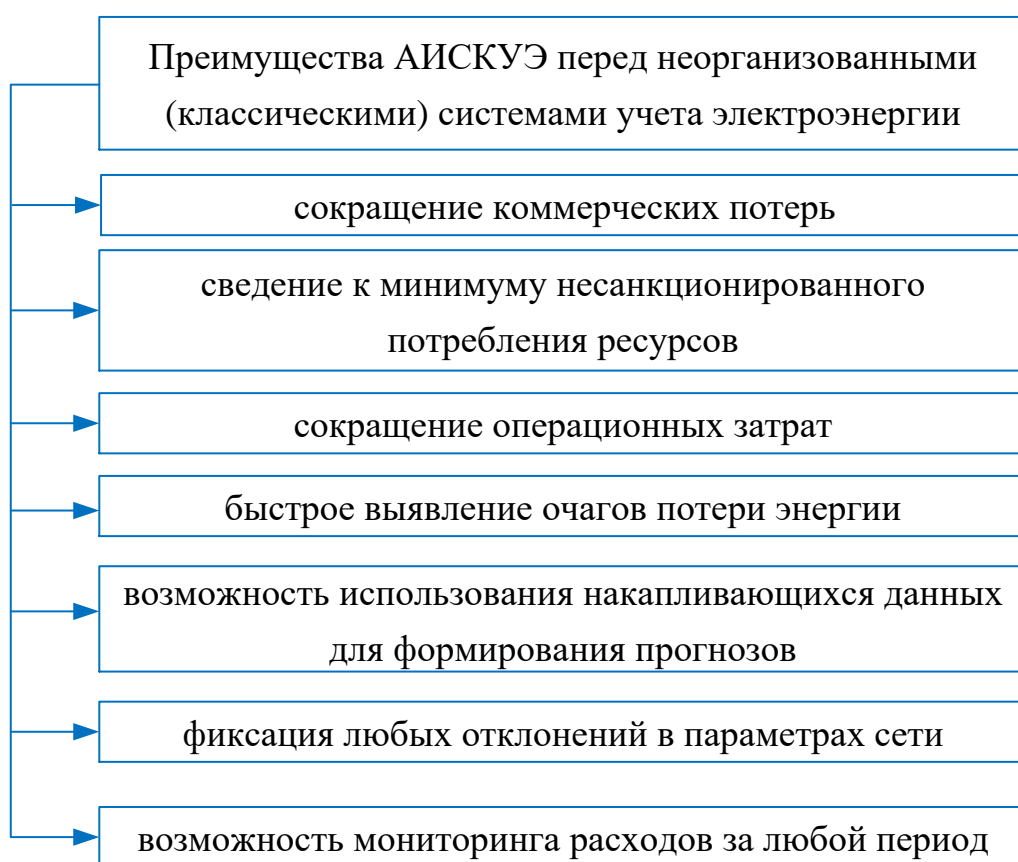 Преимущества АИСКУЭ перед неорганизованными
(классическими) системами учета электроэнергии
сокращение коммерческих потерь
сведение к минимуму несанкционированного
потребления ресурсов
сокращение операционных затрат
быстрое выявление очагов потери энергии
возможность использования накапливающихся данных
для формирования прогнозов
фиксация любых отклонений в параметрах сети
возможность мониторинга расходов за любой период